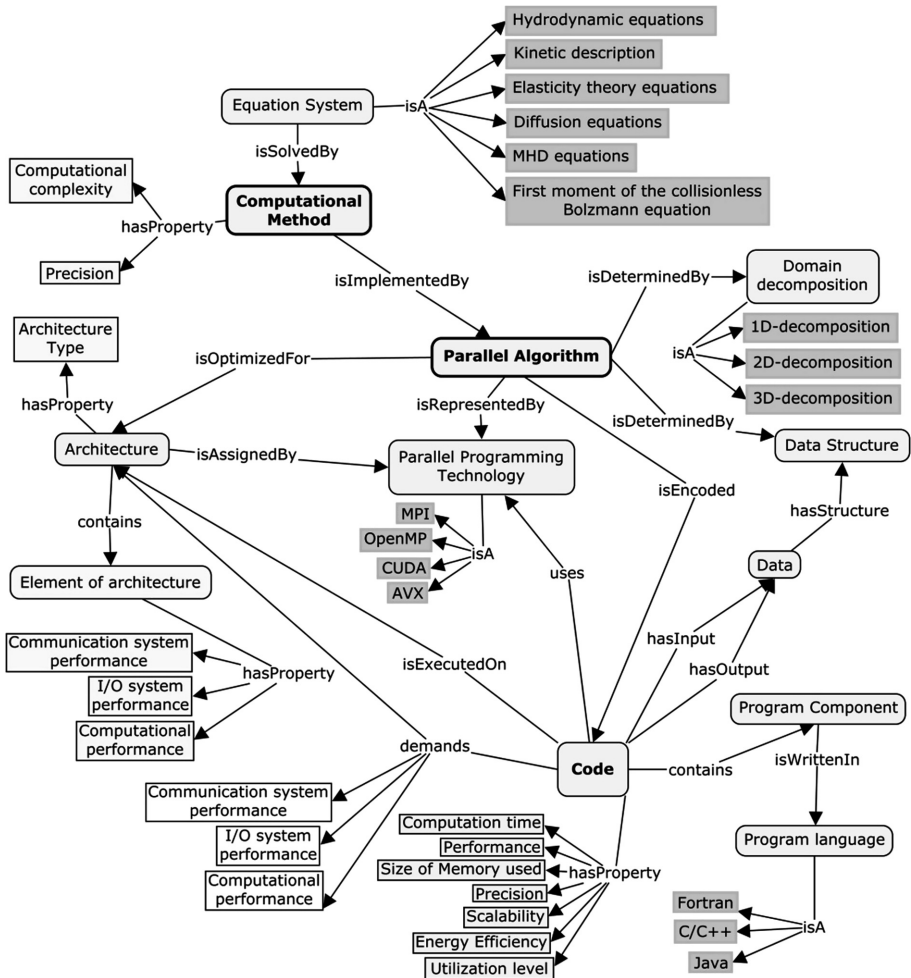 Hydrodynamic equations
Kinetic description
Elasticity theory equations
Equation System
isA
Diffusion equations
isSolvedBy
MHD equations
Computational
complexity
First moment of the collisionless
Bolzmann equation
Computational
Method
hasProperty
Precision
isImplementedBy
isDeterminedBy
Domain
decomposition
Architecture
Type
1D-decomposition
isOptimizedFor
Parallel Algorithm
isA
2D-decomposition
hasProperty
isRepresentedBy
3D-decomposition
isDeterminedBy
Architecture
isAssignedBy
Parallel Programming
Technology
Data Structure
isEncoded
MPI
hasStructure
contains
OpenMP
isA
CUDA
uses
Data
Element of architecture
AVX
Communication system
performance
hasInput
isExecutedOn
hasProperty
hasOutput
I/O system
performance
Computational
performance
Program Component
demands
Code
contains
isWrittenIn
Communication system
performance
Computation time
I/O system
performance
Performance
Program language
Size of Memory used
hasProperty
Computational
performance
Precision
Fortran
Scalability
C/C++
isA
Energy Efficiency
Java
Utilization level